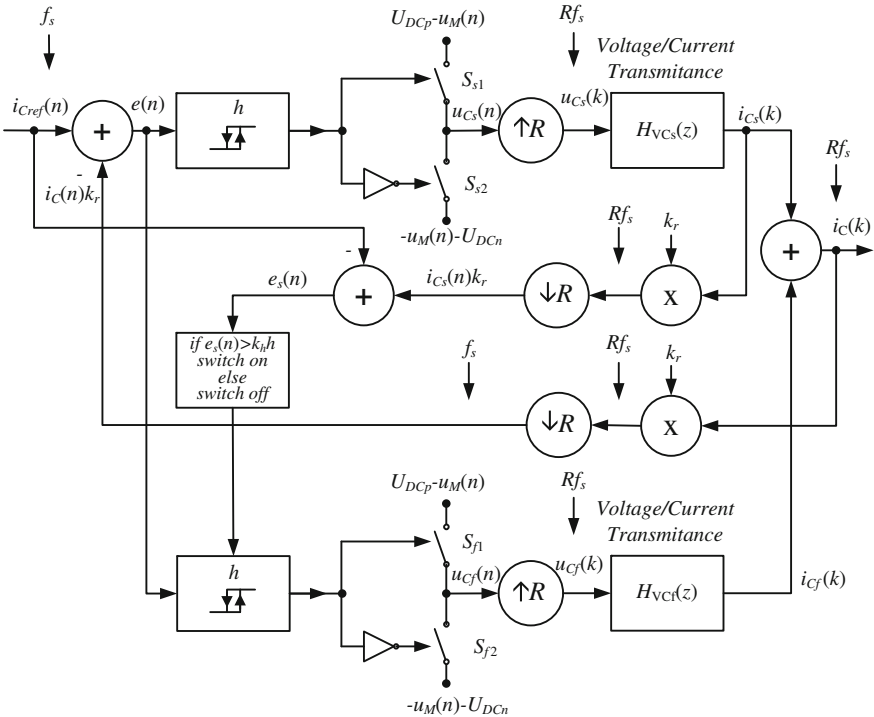 f_s
U_DCp-u_M(n)
Rf_s
Voltage/Current
Transmitance
i_Cref(n)
e(n)
h
S_s1
u_Cs(n)
u_Cs(k)
i_Cs(k)
+
↑R
H_VCs(z)
-
i_C(n)k_r
S_s2
Rf_s
-u_M(n)-U_DCn
Rf_s
k_r
i_C(k)
-
+
e_s(n)
+
i_Cs(n)k_r
↓R
x
if e_s(n)>k_h h
switch on
else
switch off
f_s
Rf_s
k_r
↓R
x
U_DCp-u_M(n)
Rf_s
Voltage/Current
Transmitance
h
S_f1
u_Cf(n)
u_Cf(k)
i_Cf(k)
↑R
H_VCf(z)
S_f2
-u_M(n)-U_DCn